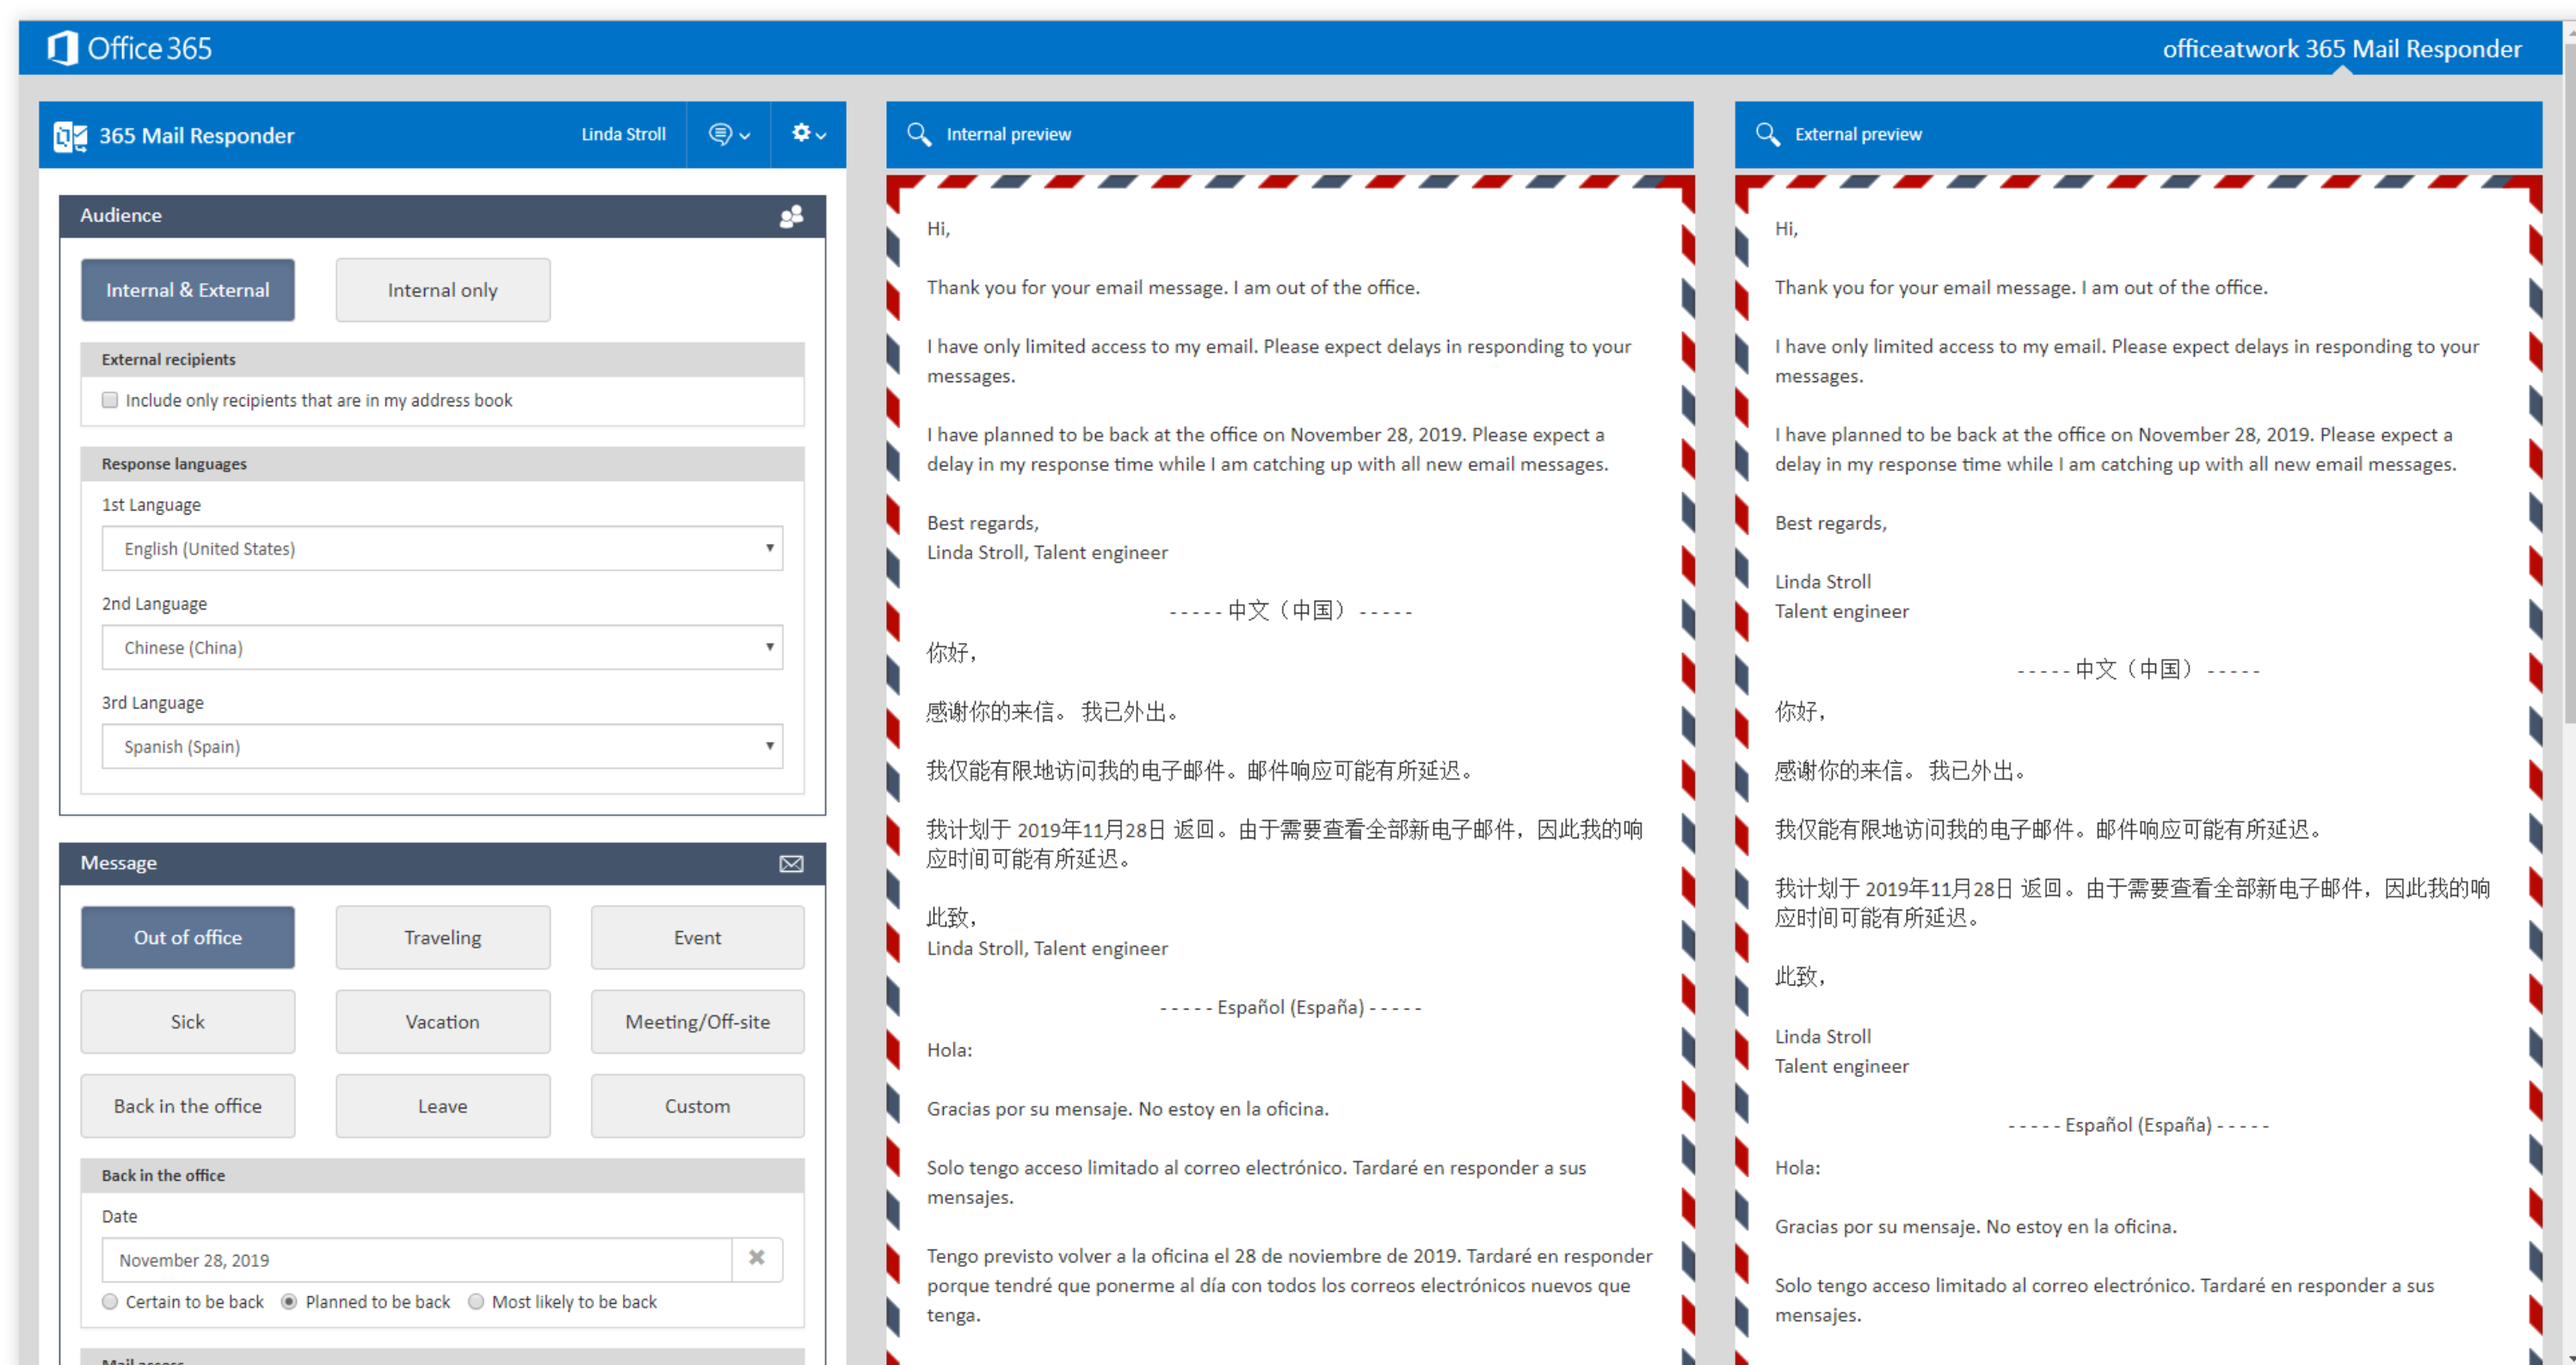 Office 365
officeatwork 365 Mail Responder
365 Mail Responder
Linda Stroll
Audience
Internal & External
Internal only
External recipients
Include only recipients that are in my address book
Response languages
1st Language
English (United States)
2nd Language
Chinese (China)
3rd Language
Spanish (Spain)
Message
Out of office
Traveling
Event
Sick
Vacation
Meeting/Off-site
Back in the office
Leave
Custom
Back in the office
Date
November 28, 2019
Certain to be back
Planned to be back
Most likely to be back
Mail access
Internal preview
Hi,
Thank you for your email message. I am out of the office.
I have only limited access to my email. Please expect delays in responding to your
messages.
I have planned to be back at the office on November 28, 2019. Please expect a
delay in my response time while I am catching up with all new email messages.
Best regards,
Linda Stroll, Talent engineer
- - - - - 中文（中国） - - - - -
你好，
感谢你的来信。 我已外出。
我仅能有限地访问我的电子邮件。邮件响应可能有所延迟。
我计划于 2019年11月28日 返回。由于需要查看全部新电子邮件，因此我的响
应时间可能有所延迟。
此致，
Linda Stroll, Talent engineer
- - - - - Español (España) - - - - -
Hola:
Gracias por su mensaje. No estoy en la oficina.
Solo tengo acceso limitado al correo electrónico. Tardaré en responder a sus
mensajes.
Tengo previsto volver a la oficina el 28 de noviembre de 2019. Tardaré en responder
porque tendré que ponerme al día con todos los correos electrónicos nuevos que
tenga.
External preview
Hi,
Thank you for your email message. I am out of the office.
I have only limited access to my email. Please expect delays in responding to your
messages.
I have planned to be back at the office on November 28, 2019. Please expect a
delay in my response time while I am catching up with all new email messages.
Best regards,
Linda Stroll
Talent engineer
- - - - - 中文（中国） - - - - -
你好，
感谢你的来信。 我已外出。
我仅能有限地访问我的电子邮件。邮件响应可能有所延迟。
我计划于 2019年11月28日 返回。由于需要查看全部新电子邮件，因此我的响
应时间可能有所延迟。
此致，
Linda Stroll
Talent engineer
- - - - - Español (España) - - - - -
Hola:
Gracias por su mensaje. No estoy en la oficina.
Solo tengo acceso limitado al correo electrónico. Tardaré en responder a sus
mensajes.